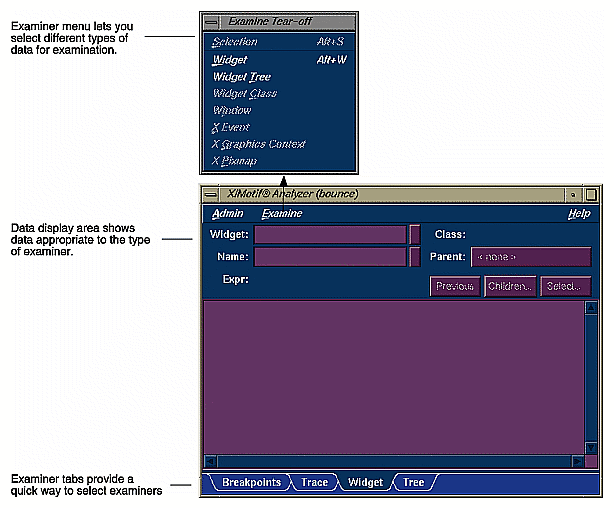 Examiner menu lets you
select different types of
data for examination.
Examine Tear-off
Selection Alt+S
Widget Alt+W
Widget Tree
Widget Class
Window
X Event
X Graphics Context
X Pixmap
X/Motif® Analyzer (bounce)
Admin Examine Help
Widget: Class:
Name: Parent: < none >
Expr:
Previous Children... Select...
Data display area shows
data appropriate to the type
of examiner.
Examiner tabs provide a
quick way to select examiners
Breakpoints Trace Widget Tree